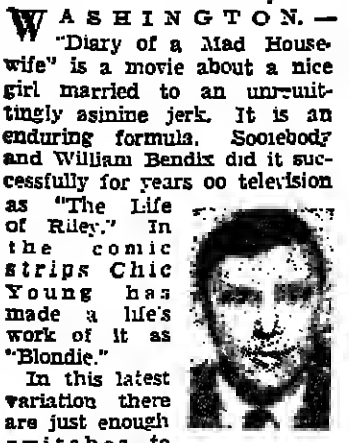 WASHINGTON. —
"Diary of a Mad House-
wife" is a movie about a nice
girl married to an unremit-
tingly asinine jerk. It is an
enduring formula. Somebody
and William Bendix did it suc-
cessfully for years on television
as "The Life
of Riley." In
the comic
strips Chic
Young has
made a life's
work of it as
"Blondie."
In this latest
variation there
are just enough